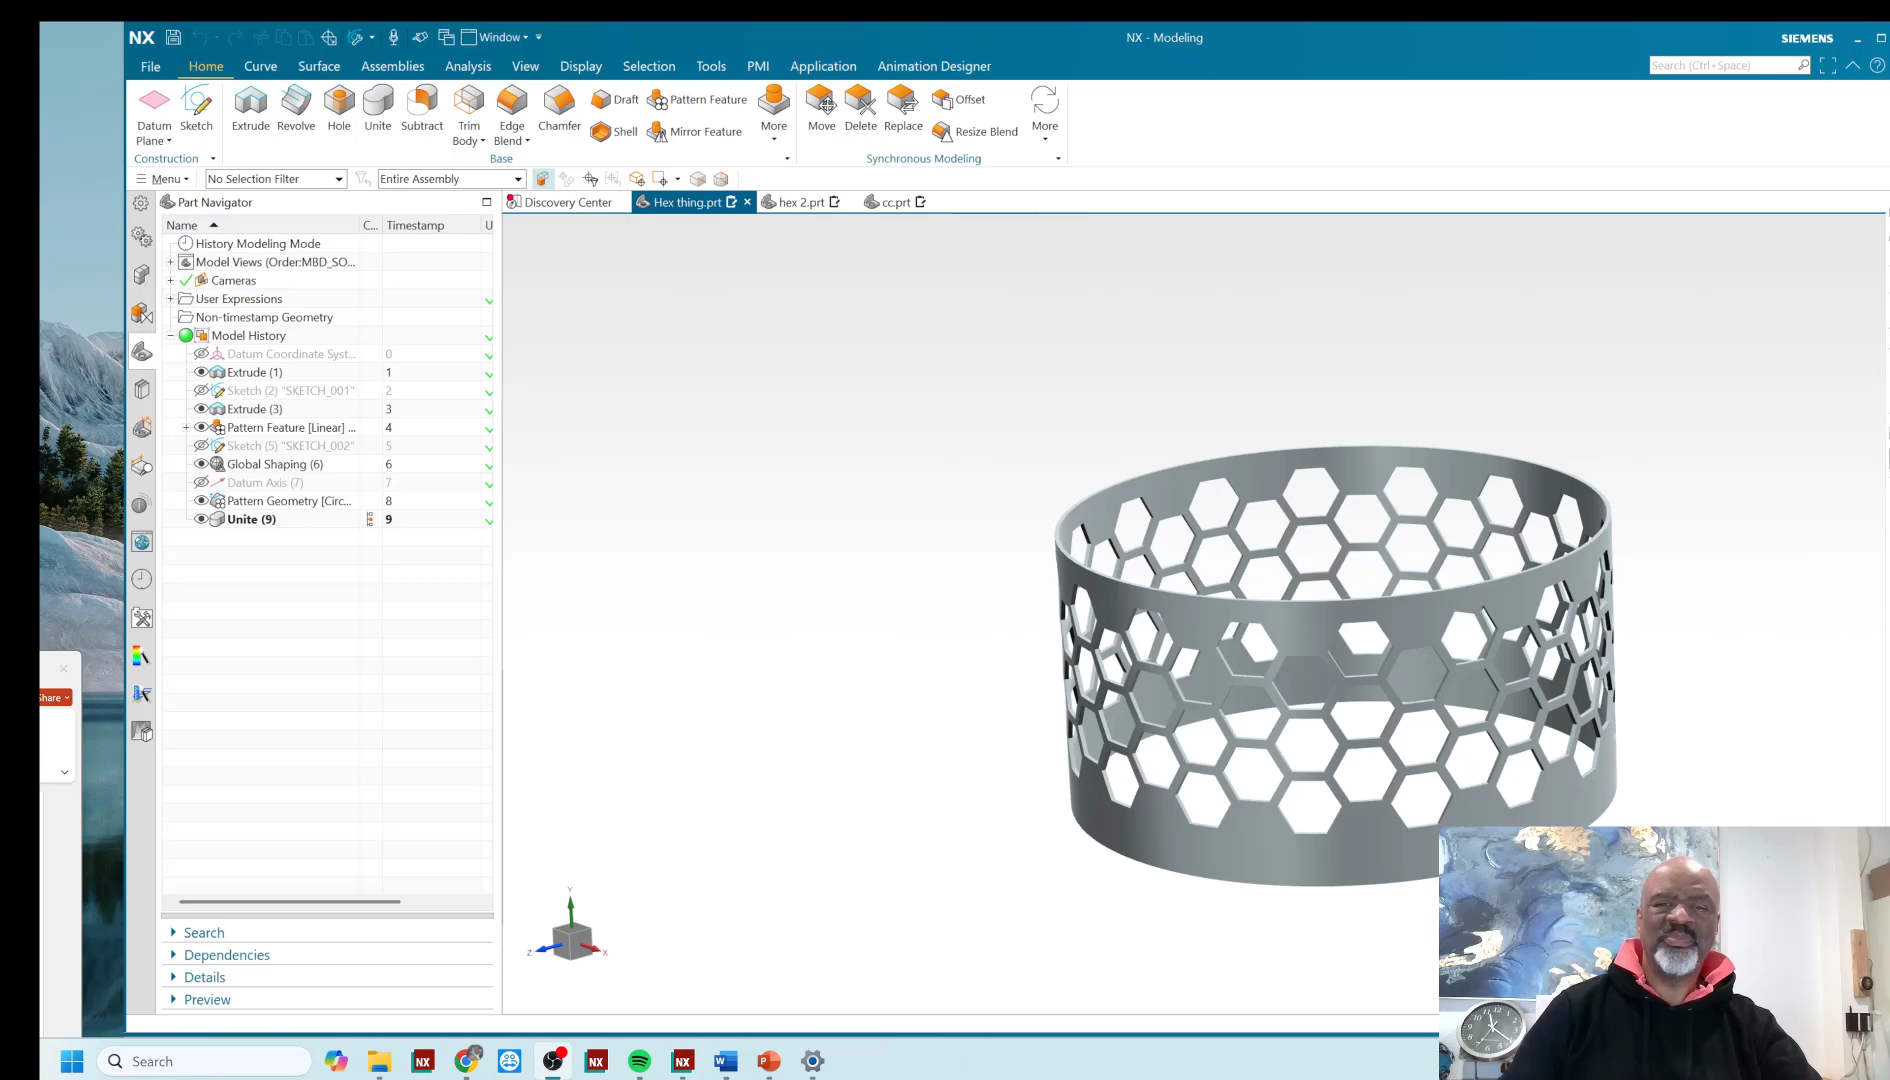 NX Window NX - Modeling SIEMENS
File Home Curve Surface Assemblies Analysis View Display Selection Tools PMI Application Animation Designer Search (Ctrl+Space)
Datum Plane Sketch Extrude Revolve Hole Unite Subtract Trim Body Edge Blend Chamfer Draft Shell Pattern Feature Mirror Feature More Move Delete Replace Offset Resize Blend More
Construction Base Synchronous Modeling
Menu No Selection Filter Entire Assembly
Part Navigator Discovery Center Hex thing.prt hex 2.prt cc.prt
Name C... Timestamp U
History Modeling Mode
Model Views (Order:MBD_SO...
Cameras
User Expressions
Non-timestamp Geometry
Model History
Datum Coordinate Syst... 0
Extrude (1) 1
Sketch (2) "SKETCH_001" 2
Extrude (3) 3
Pattern Feature [Linear] ... 4
Sketch (5) "SKETCH_002" 5
Global Shaping (6) 6
Datum Axis (7) 7
Pattern Geometry [Circ... 8
Unite (9) 9
Share
Y
Z X
Search
Dependencies
Details
Preview
Search NX NX NX W P